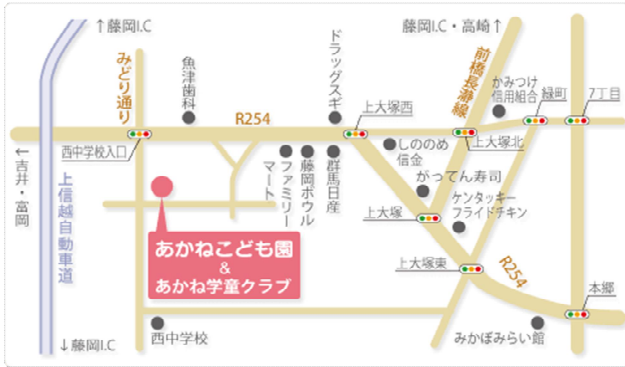 ↑藤岡I.C
藤岡I.C・高崎↑
みどり通り
魚津歯科
ドラッグスギ
前橋長瀞線
かみつけ
信用組合
緑町
7丁目
R254
上大塚西
西中学校入口
しののめ
信金
上大塚北
←吉井・富岡
上信越自動車道
ファミリー
マート
藤岡ボウル
群馬日産
がってん寿司
ケンタッキー
フライドチキン
上大塚
あかねこども園
&
あかね学童クラブ
上大塚東
R254
本郷
西中学校
みかぼみらい館
↓藤岡I.C